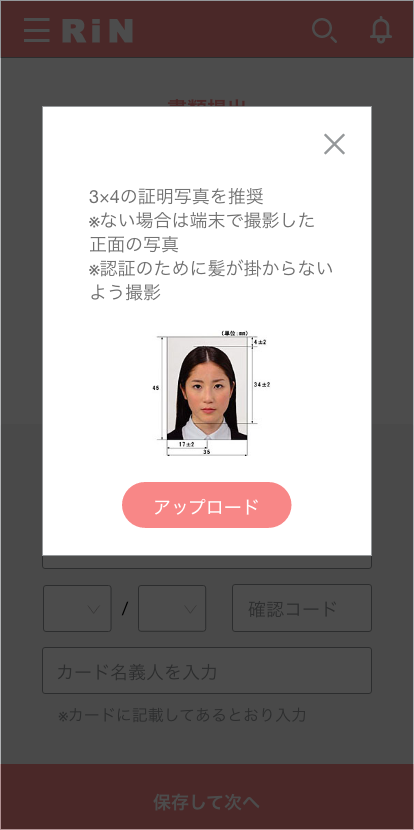 RiN
書類提出
3×4の証明写真を推奨
※ない場合は端末で撮影した
正面の写真
※認証のために髪が掛からない
よう撮影
(単位:mm)
4±2
45
34±2
17±2
35
アップロード
/
確認コード
カード名義人を入力
※カードに記載してあるとおり入力
保存して次へ